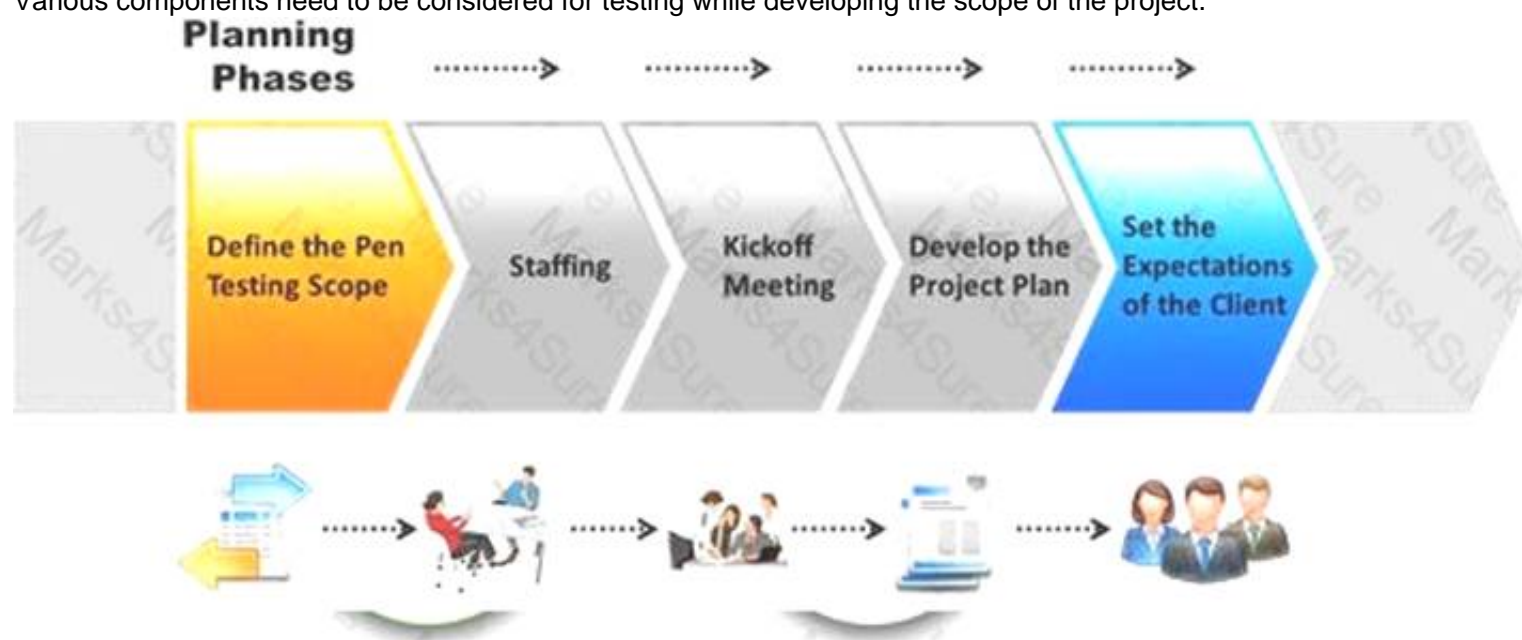 Various components need to be considered for testing while developing the scope of the project.
Planning
Phases
Define the Pen
Testing Scope
Staffing
Kickoff
Meeting
Develop the
Project Plan
Set the
Expectations
of the Client
Marks4Sure